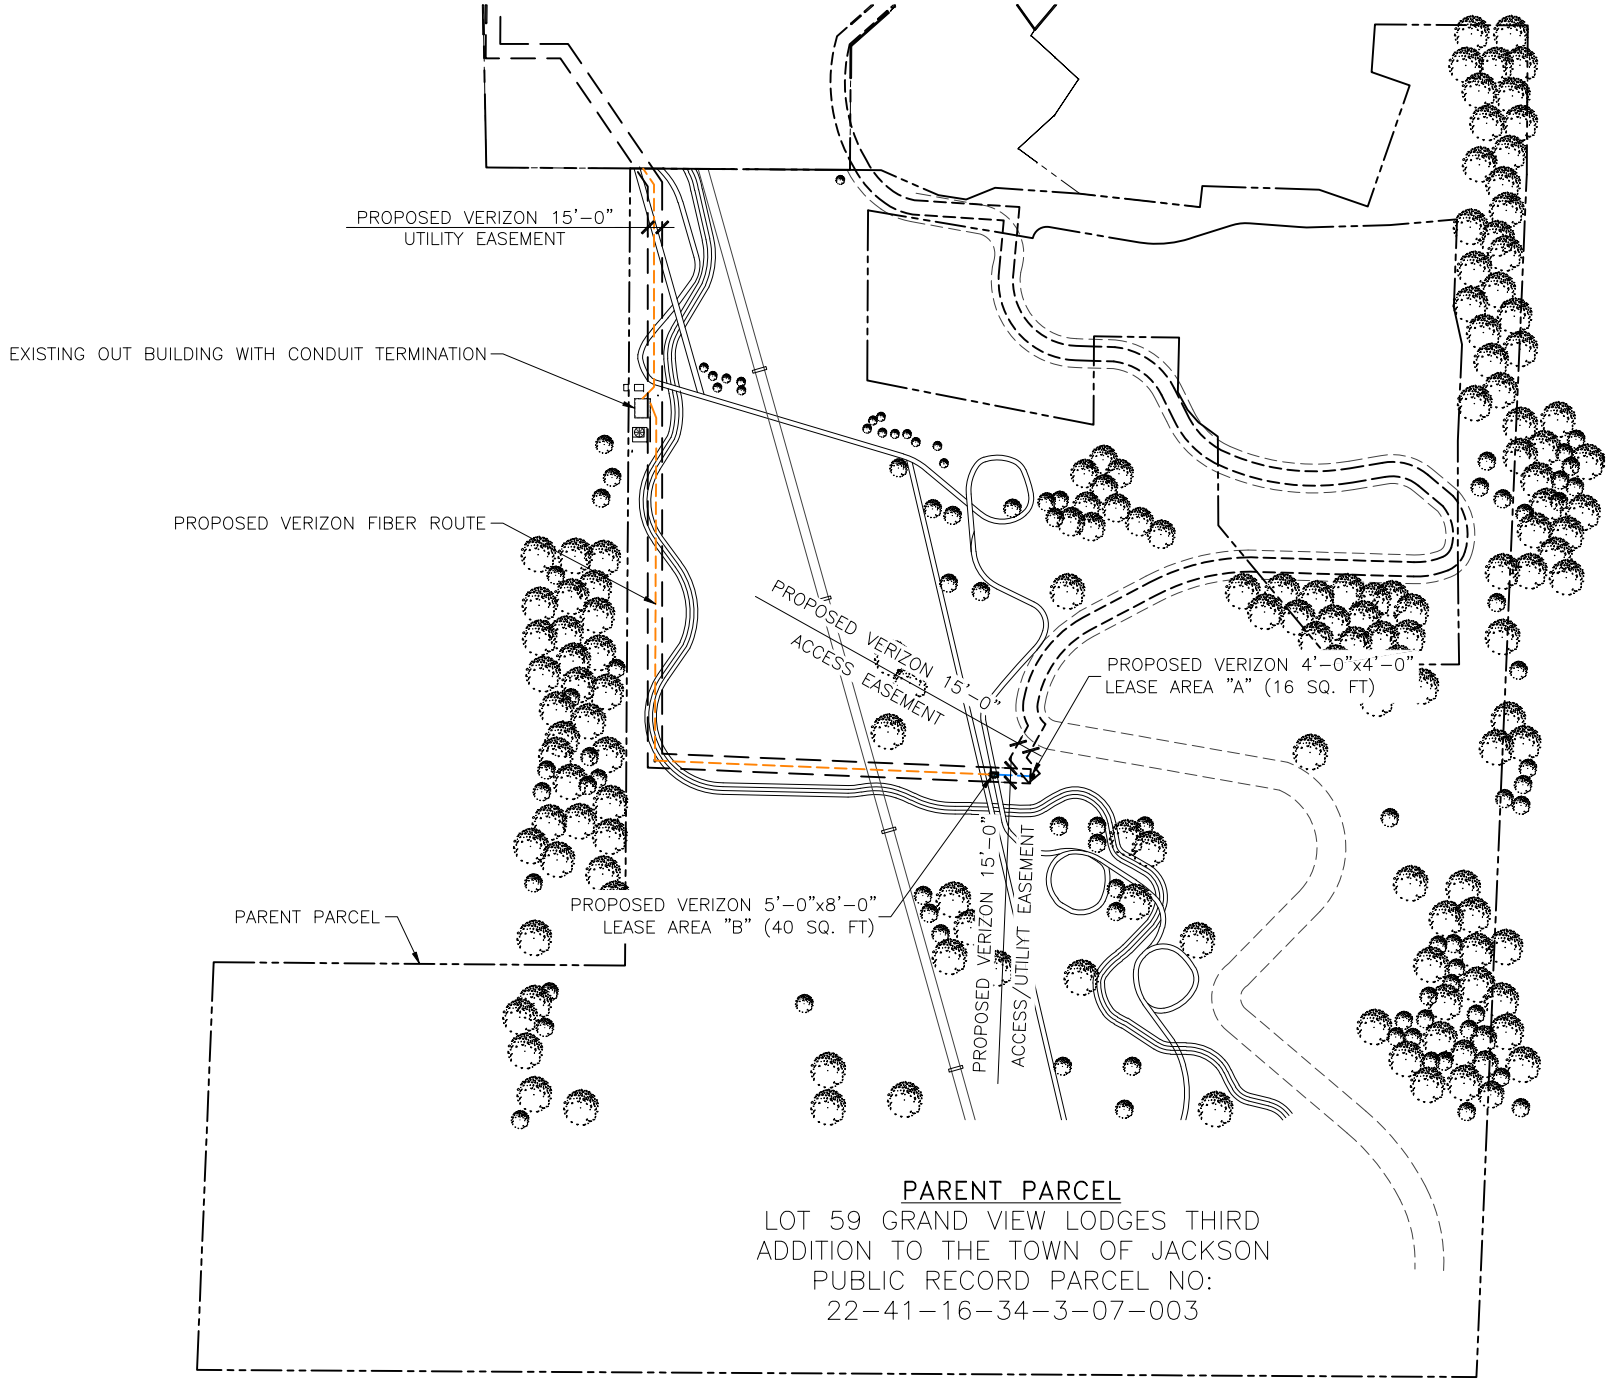 PROPOSED VERIZON 15'-0"
UTILITY EASEMENT
EXISTING OUT BUILDING WITH CONDUIT TERMINATION
PROPOSED VERIZON FIBER ROUTE
PROPOSED VERIZON 15'-0"
ACCESS EASEMENT
PROPOSED VERIZON 4'-0"x4'-0"
LEASE AREA "A" (16 SQ. FT)
PROPOSED VERIZON 5'-0"x8'-0"
LEASE AREA "B" (40 SQ. FT)
PROPOSED VERIZON 15'-0"
ACCESS/UTILIYT EASEMENT
PARENT PARCEL
PARENT PARCEL
LOT 59 GRAND VIEW LODGES THIRD
ADDITION TO THE TOWN OF JACKSON
PUBLIC RECORD PARCEL NO:
22-41-16-34-3-07-003